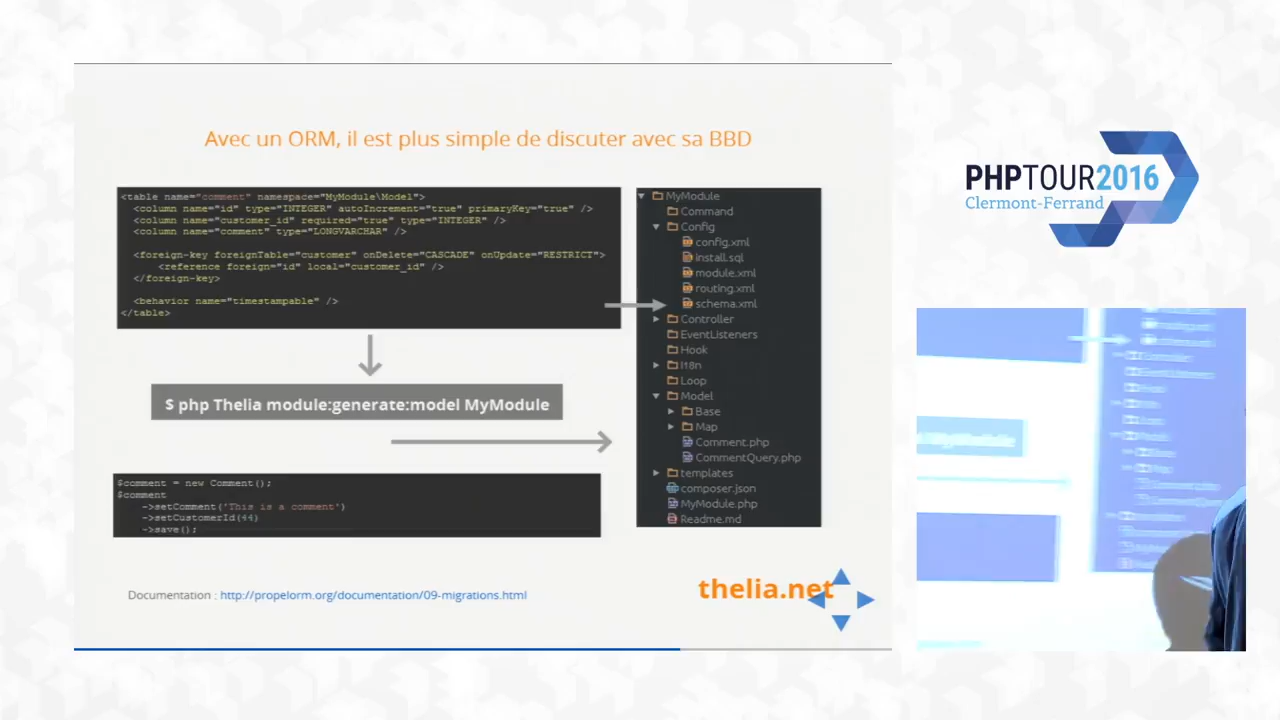 Avec un ORM, il est plus simple de discuter avec sa BBD
<table name="comment" namespace="MyModule\Model">
<column name="id" type="INTEGER" autoIncrement="true" primaryKey="true" />
<column name="customer_id" required="true" type="INTEGER" />
<column name="comment" type="LONGVARCHAR" />
<foreign-key foreignTable="customer" onDelete="CASCADE" onUpdate="RESTRICT">
<reference foreign="id" local="customer_id" />
</foreign-key>
<behavior name="timestampable" />
</table>
$ php Thelia module:generate:model MyModule
$comment = new Comment();
$comment
->setComment('This is a comment')
->setCustomerId(44)
->save();
MyModule
Command
Config
config.xml
install.sql
module.xml
routing.xml
schema.xml
Controller
EventListeners
Hook
I18n
Loop
Model
Base
Map
Comment.php
CommentQuery.php
templates
composer.json
MyModule.php
Readme.md
Documentation : http://propelorm.org/documentation/09-migrations.html
thelia.net
PHPTOUR2016
Clermont-Ferrand